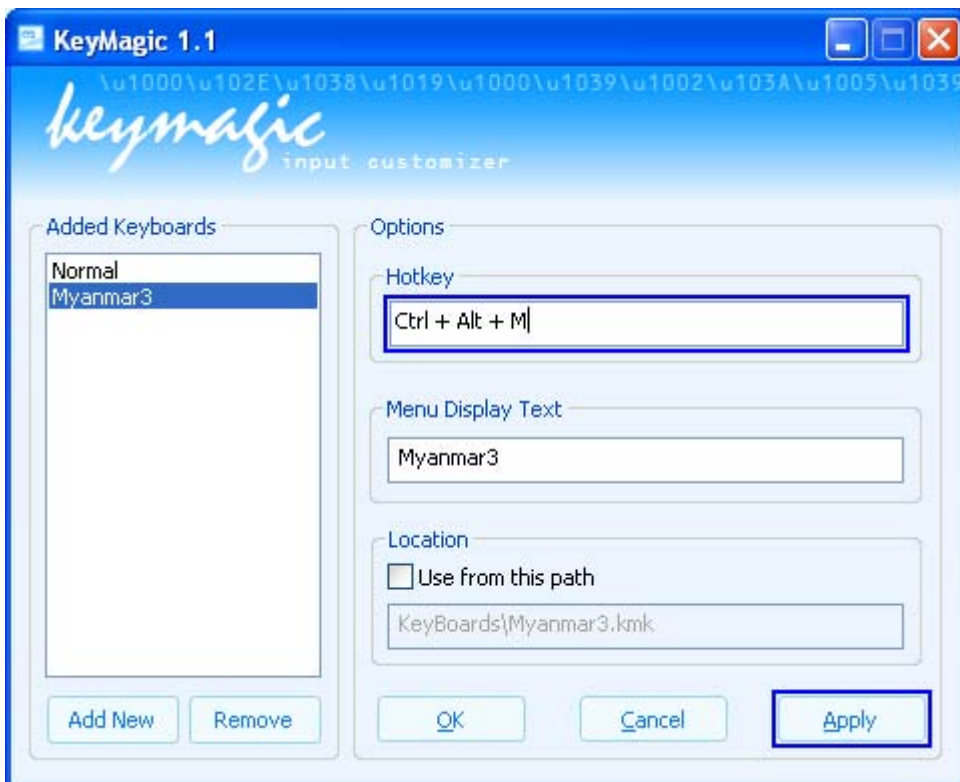 KeyMagic 1.1
\u1000\u102E\u1038\u1019\u1000\u1039\u1002\u103A\u1005\u1039
keymagic
input customizer
Added Keyboards
Normal
Myanmar3
Add New
Remove
Options
Hotkey
Ctrl + Alt + M
Menu Display Text
Myanmar3
Location
Use from this path
KeyBoards\Myanmar3.kmk
OK
Cancel
Apply